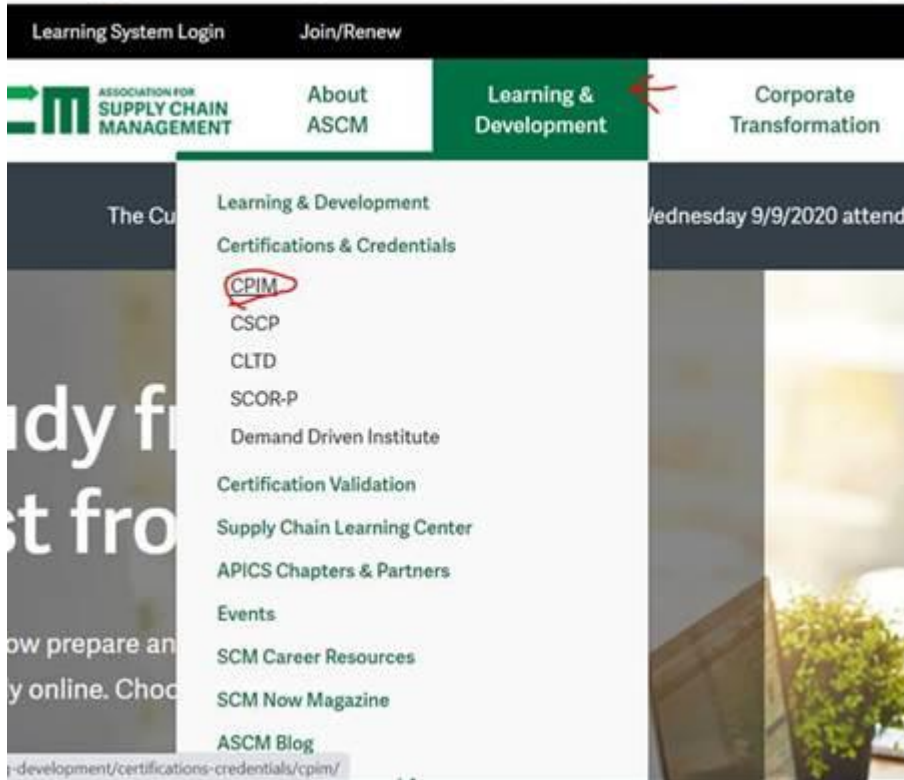 Learning System Login
Join/Renew
ASSOCIATION FOR
SUPPLY CHAIN
MANAGEMENT
About
ASCM
Learning &
Development
Corporate
Transformation
The Cu
ednesday 9/9/2020 attend
Learning & Development
Certifications & Credentials
CPIM
CSCP
CLTD
SCOR-P
Demand Driven Institute
Certification Validation
Supply Chain Learning Center
APICS Chapters & Partners
Events
SCM Career Resources
SCM Now Magazine
ASCM Blog
udy fr
st fro
ow prepare an
y online. Choo
-development/certifications-credentials/cpim/